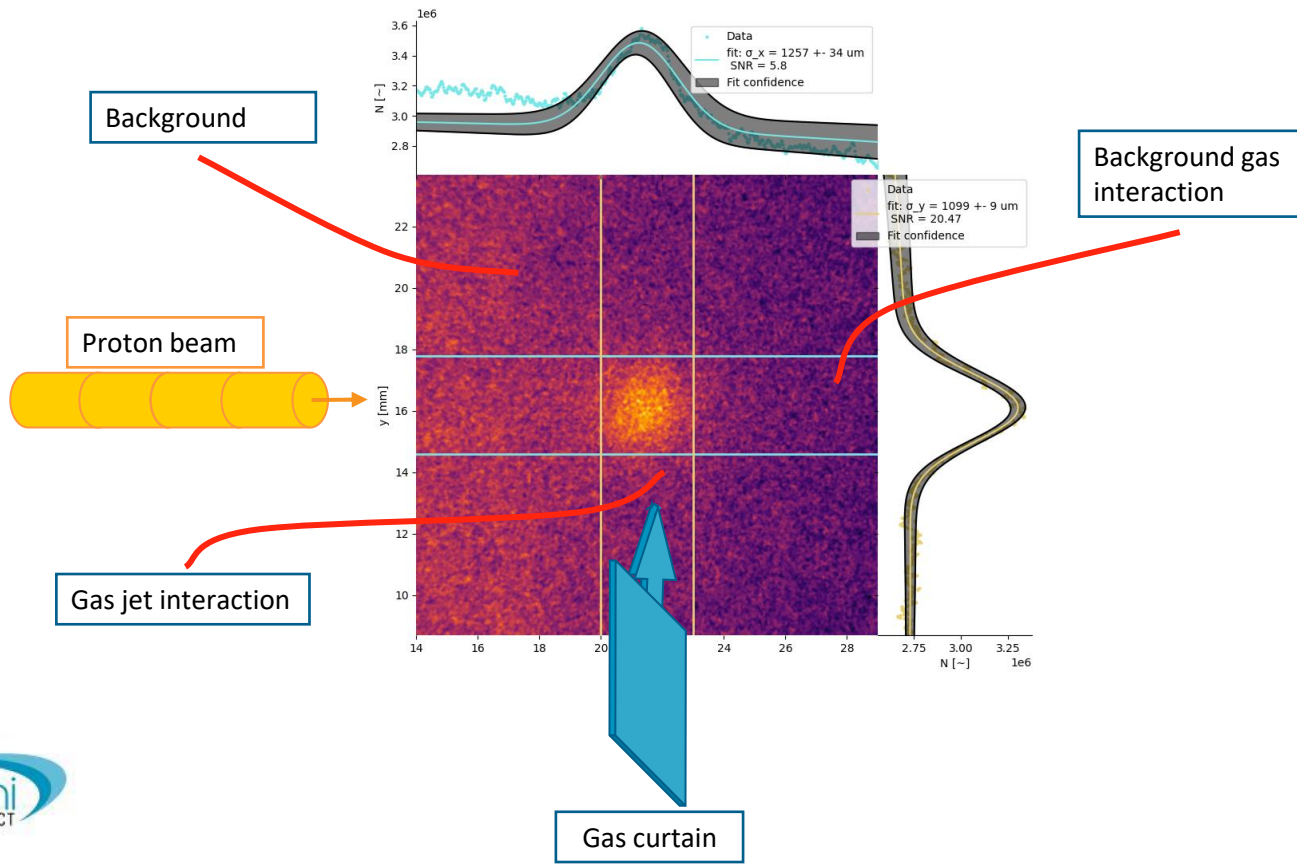 3.6
1e6
3.4
3.2
3.0
2.8
N [~]
Data
fit: σ_x = 1257 +- 34 um
SNR = 5.8
Fit confidence
Background
Background gas
interaction
Data
fit: σ_y = 1099 +- 9 um
SNR = 20.47
Fit confidence
22
20
18
16
14
12
10
y [mm]
Proton beam
Gas jet interaction
14
16
18
20
24
26
28
2.75
3.00
3.25
1e6
N [~]
Gas curtain